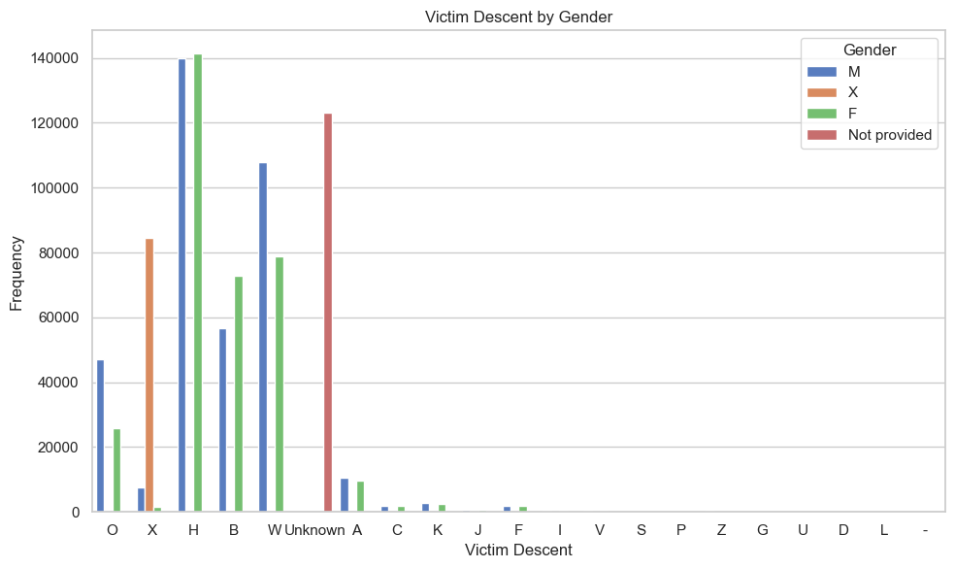 Victim Descent by Gender
Gender
M
X
F
Not provided
Frequency
140000
120000
100000
80000
60000
40000
20000
0
O X H B W Unknown A C K J F I V S P Z G U D L -
Victim Descent